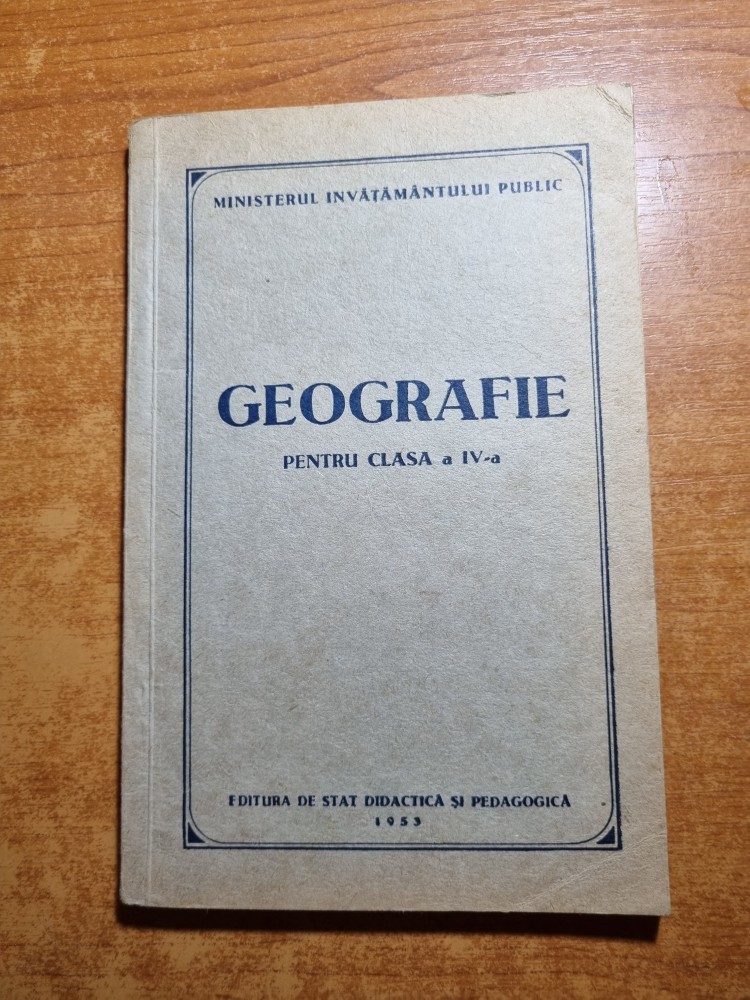 MINISTERUL INVĂȚĂMÂNTULUI PUBLIC
GEOGRAFIE
PENTRU CLASA a IV-a
EDITURA DE STAT DIDACTICĂ ȘI PEDAGOGICĂ
1953